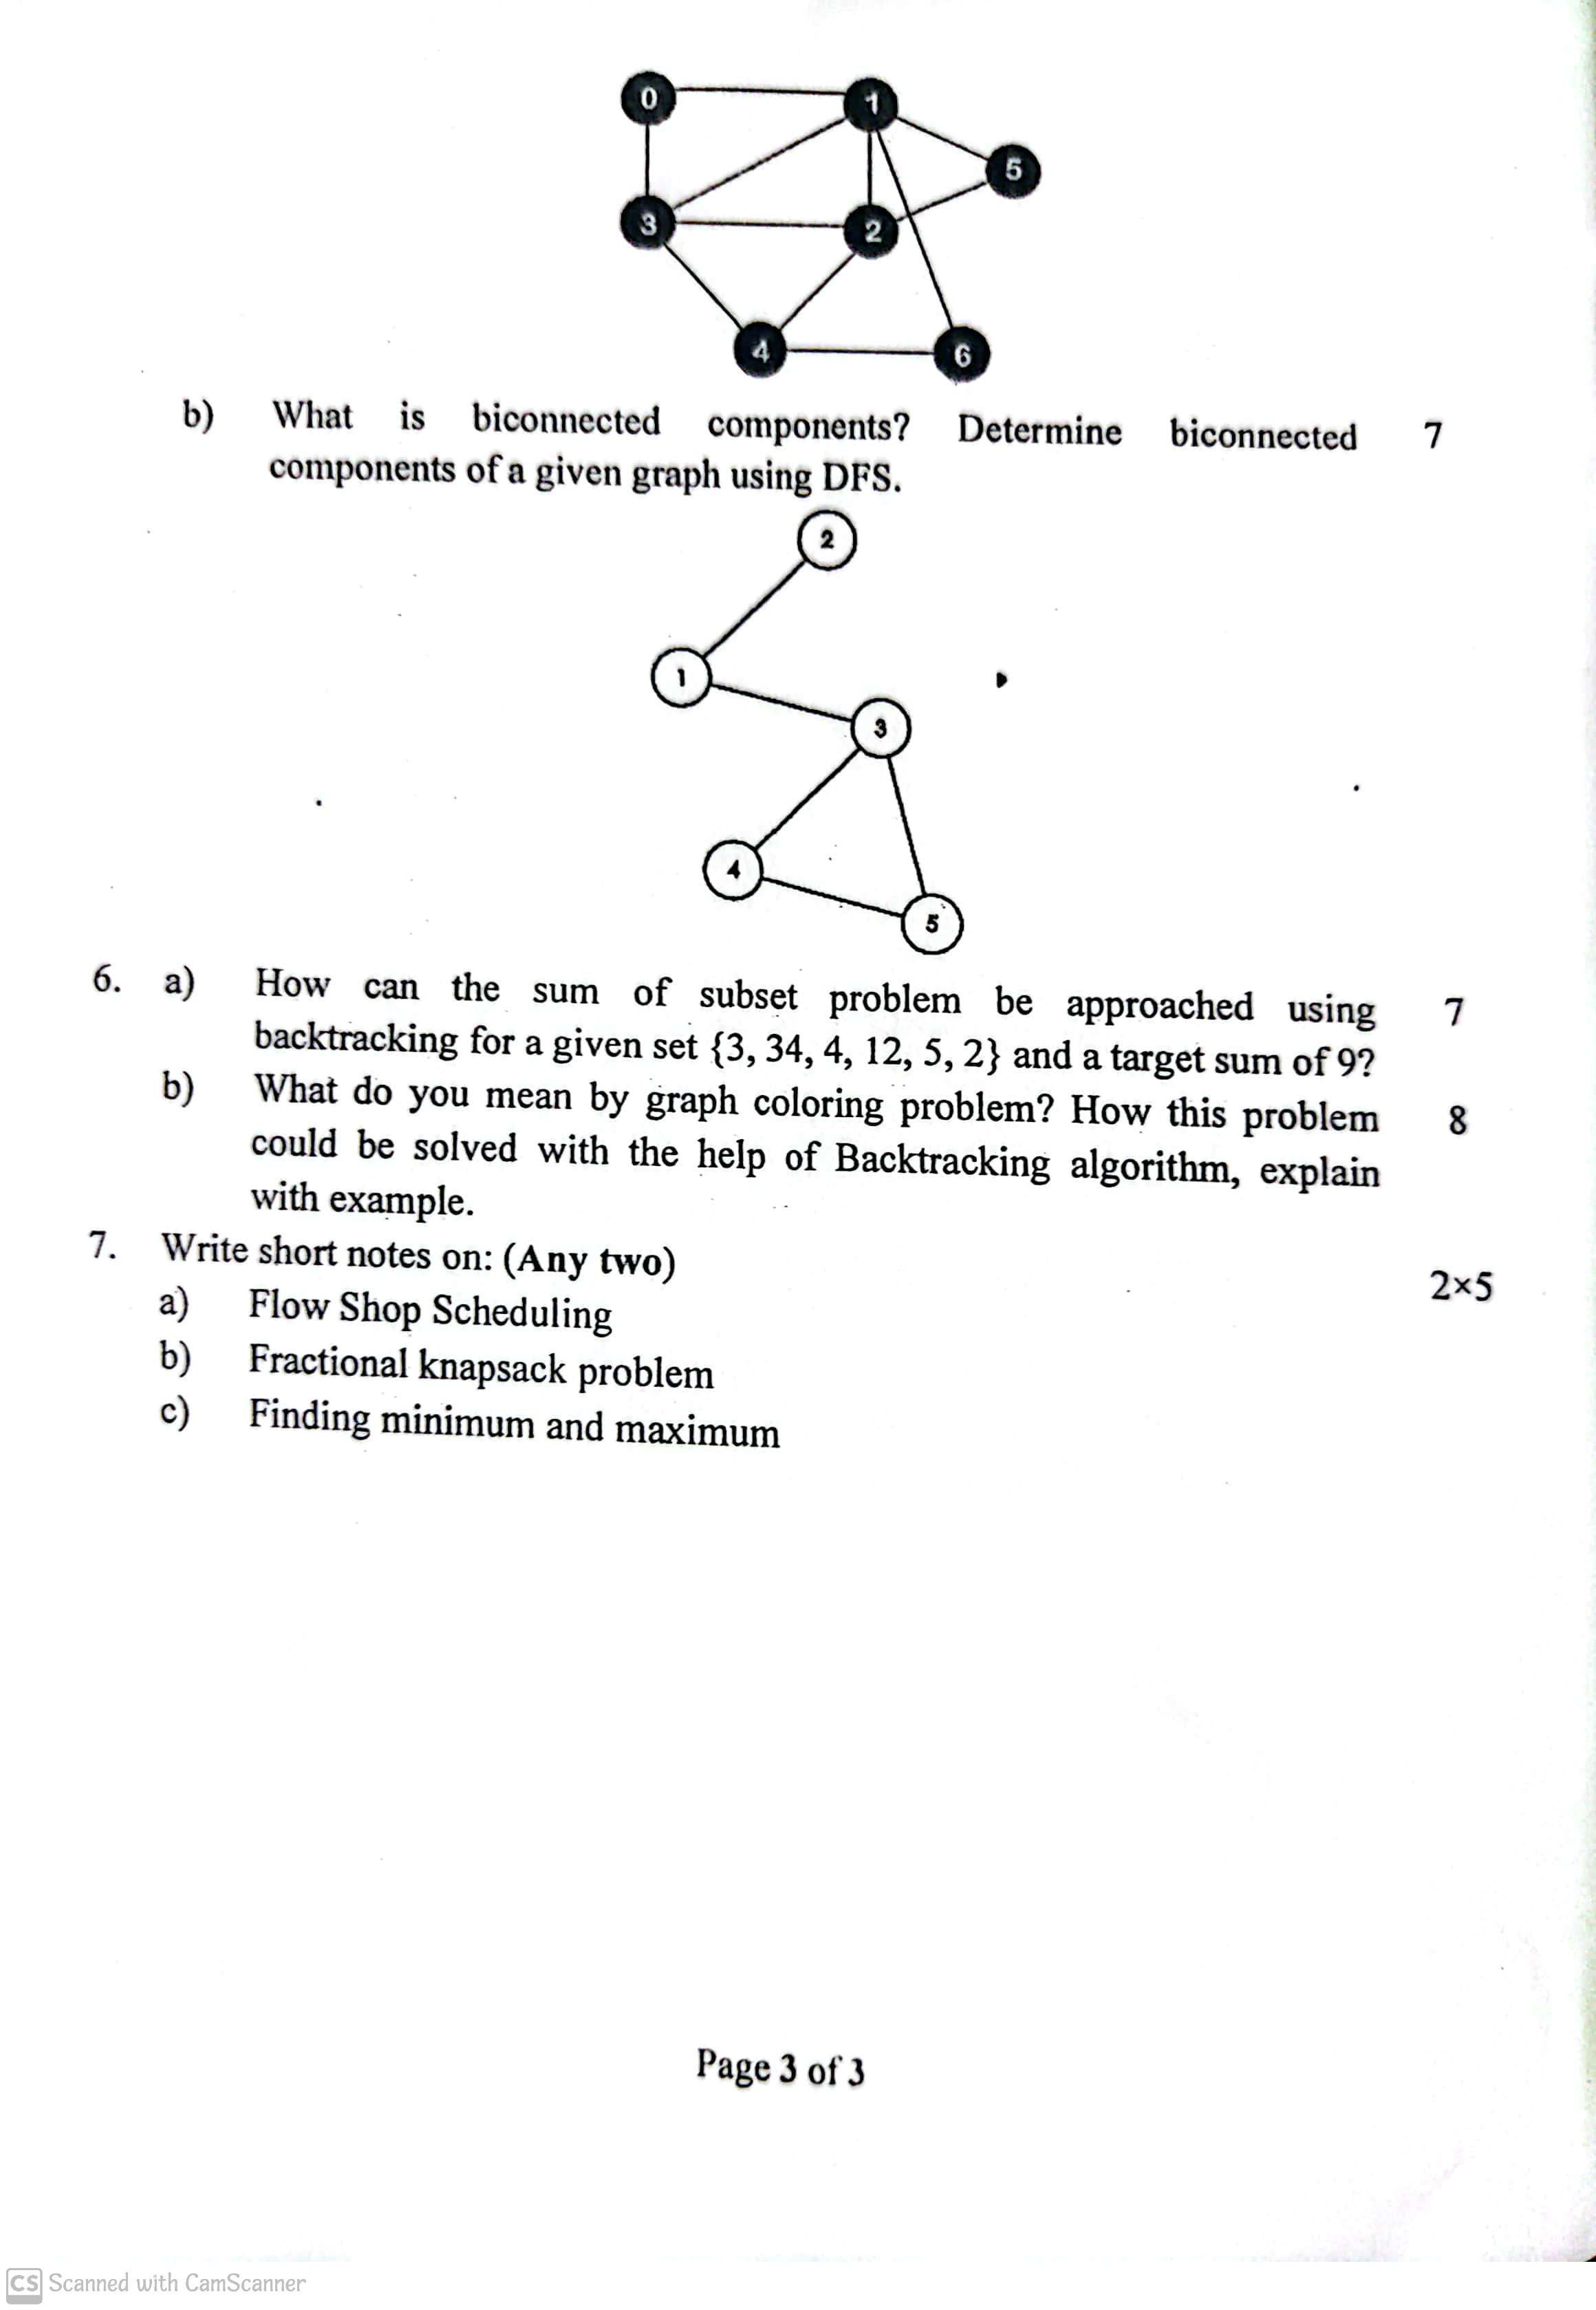 0
1
5
3
2
4
6
b) What is biconnected components? Determine biconnected 7
components of a given graph using DFS.
2
1
3
4
5
6. a) How can the sum of subset problem be approached using 7
backtracking for a given set {3, 34, 4, 12, 5, 2} and a target sum of 9?
b) What do you mean by graph coloring problem? How this problem 8
could be solved with the help of Backtracking algorithm, explain
with example.
7. Write short notes on: (Any two) 2×5
a) Flow Shop Scheduling
b) Fractional knapsack problem
c) Finding minimum and maximum
Page 3 of 3
CS Scanned with CamScanner